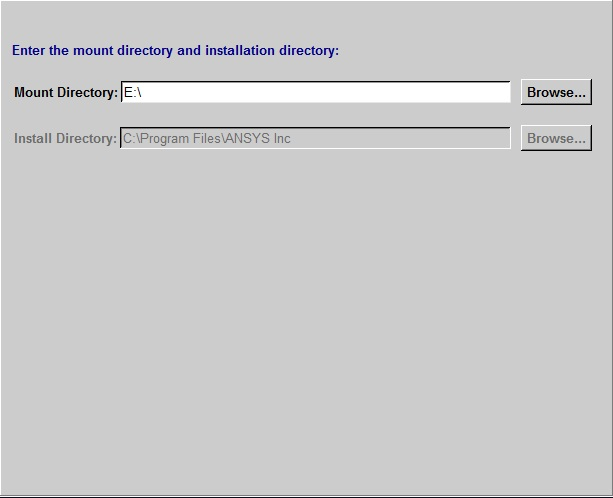 Enter the mount directory and installation directory:
Mount Directory: E:\ Browse...
Install Directory: C:\Program Files\ANSYS Inc Browse...